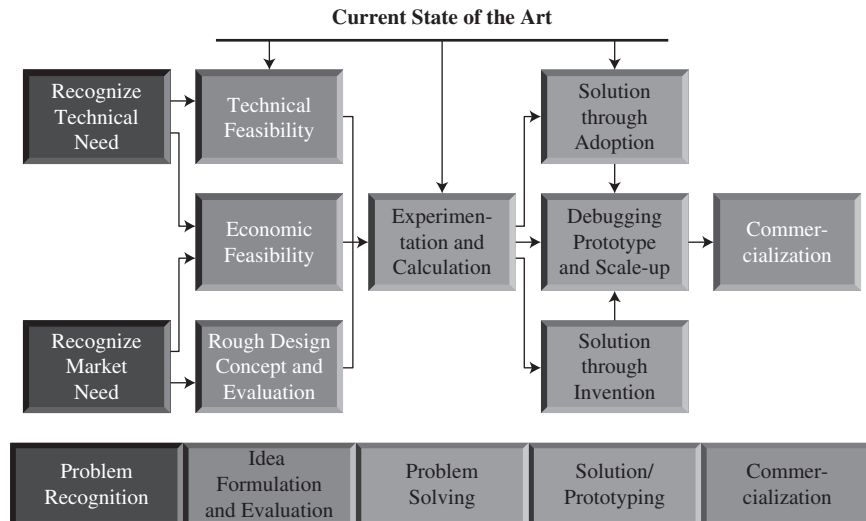 Current State of the Art
Recognize
Technical
Need
Technical
Feasibility
Solution
through
Adoption
Economic
Feasibility
Experimen-
tation and
Calculation
Debugging
Prototype
and Scale-up
Commer-
cialization
Recognize
Market
Need
Rough Design
Concept and
Evaluation
Solution
through
Invention
Problem
Recognition
Idea
Formulation
and Evaluation
Problem
Solving
Solution/
Prototyping
Commer-
cialization